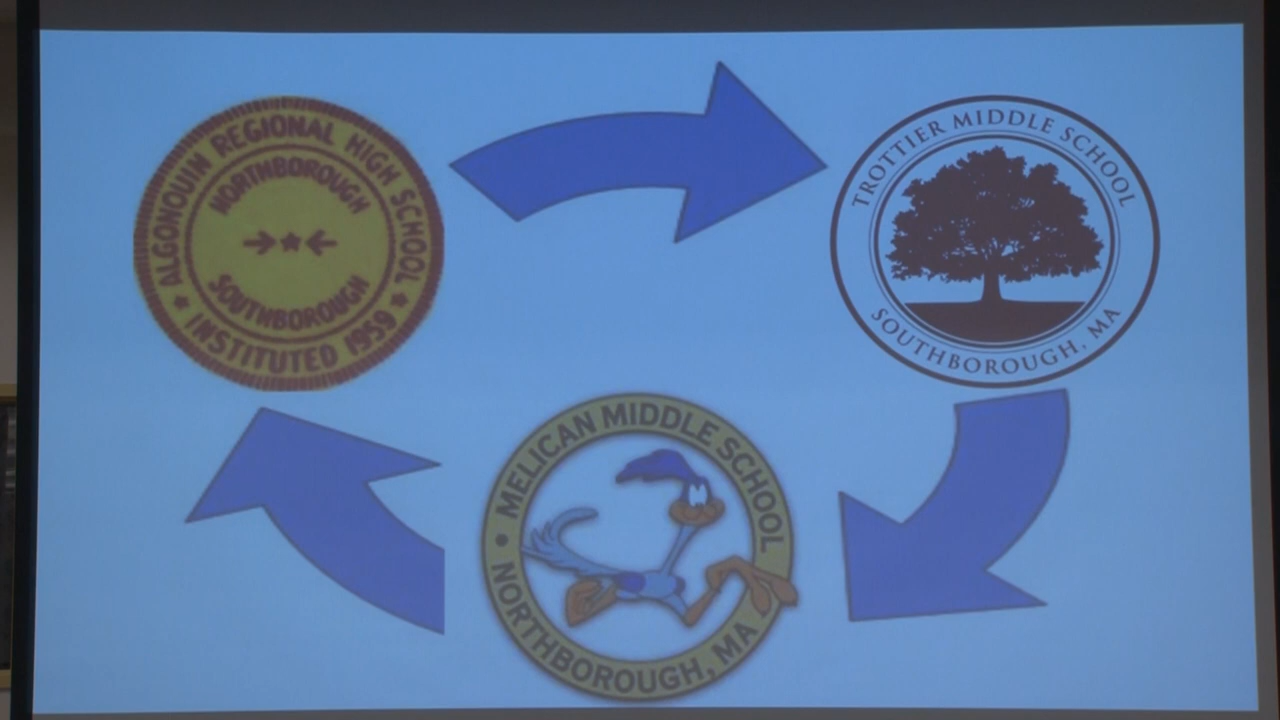 ALGONQUIN REGIONAL HIGH SCHOOL
NORTHBOROUGH
SOUTHBOROUGH
INSTITUTED 1959
TROTTIER MIDDLE SCHOOL
SOUTHBOROUGH, MA
MELICAN MIDDLE SCHOOL
NORTHBOROUGH, MA